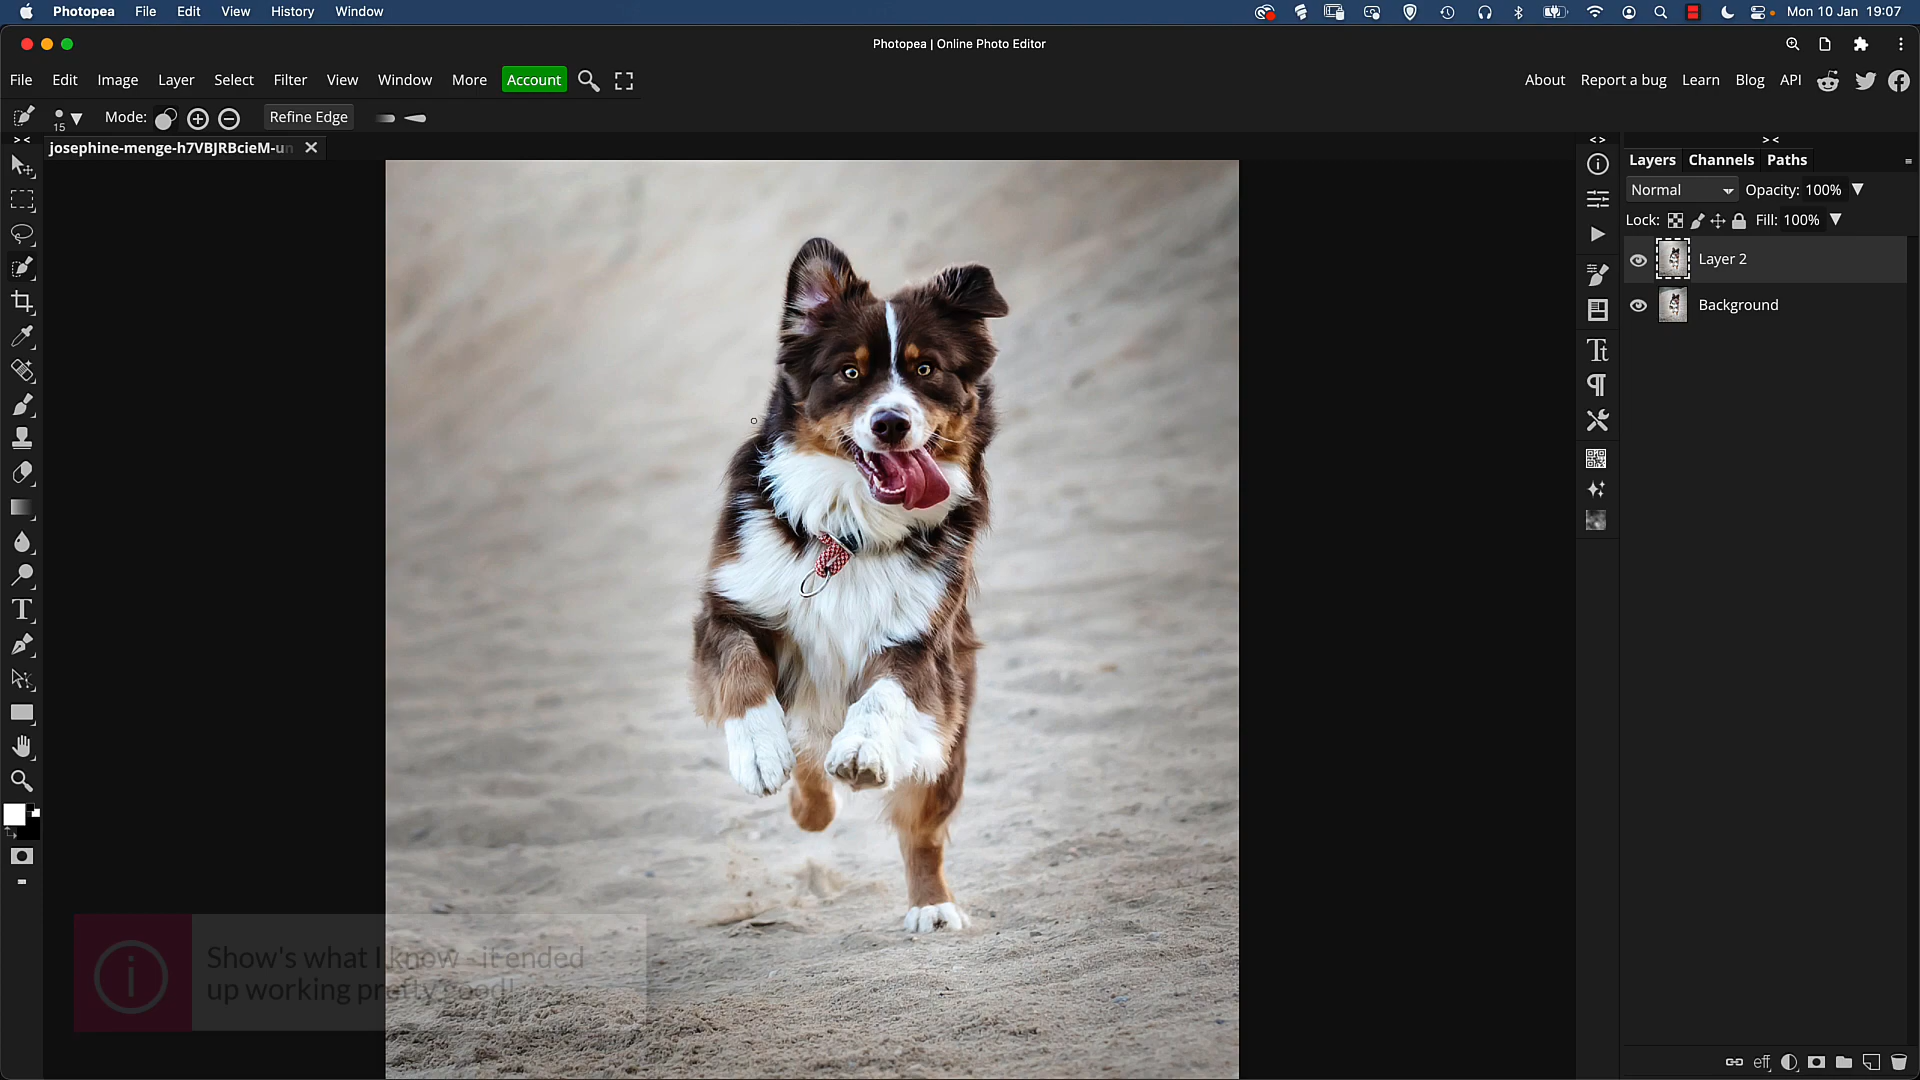 Photopea File Edit View History Window Mon 10 Jan 19:07
Photopea | Online Photo Editor
File Edit Image Layer Select Filter View Window More Account About Report a bug Learn Blog API
15 Mode: Refine Edge
josephine-menge-h7VBJRBcieM-un
Layers Channels Paths
Normal Opacity: 100%
Lock: Fill: 100%
Layer 2
Background
Show's what I know - it ended
up working pretty good!
eff